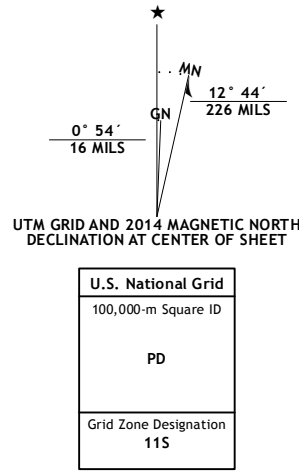 ★
MN
12° 44´
226 MILS
GN
0° 54´
16 MILS
UTM GRID AND 2014 MAGNETIC NORTH
DECLINATION AT CENTER OF SHEET
U.S. National Grid
100,000-m Square ID
PD
Grid Zone Designation
11S